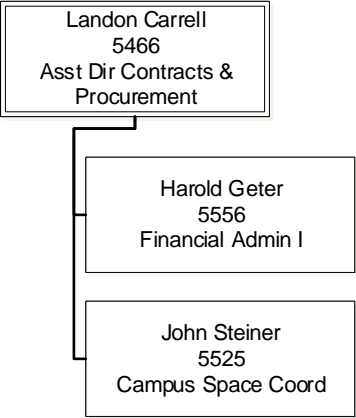 Landon Carrell
5466
Asst Dir Contracts &
Procurement
Harold Geter
5556
Financial Admin I
John Steiner
5525
Campus Space Coord